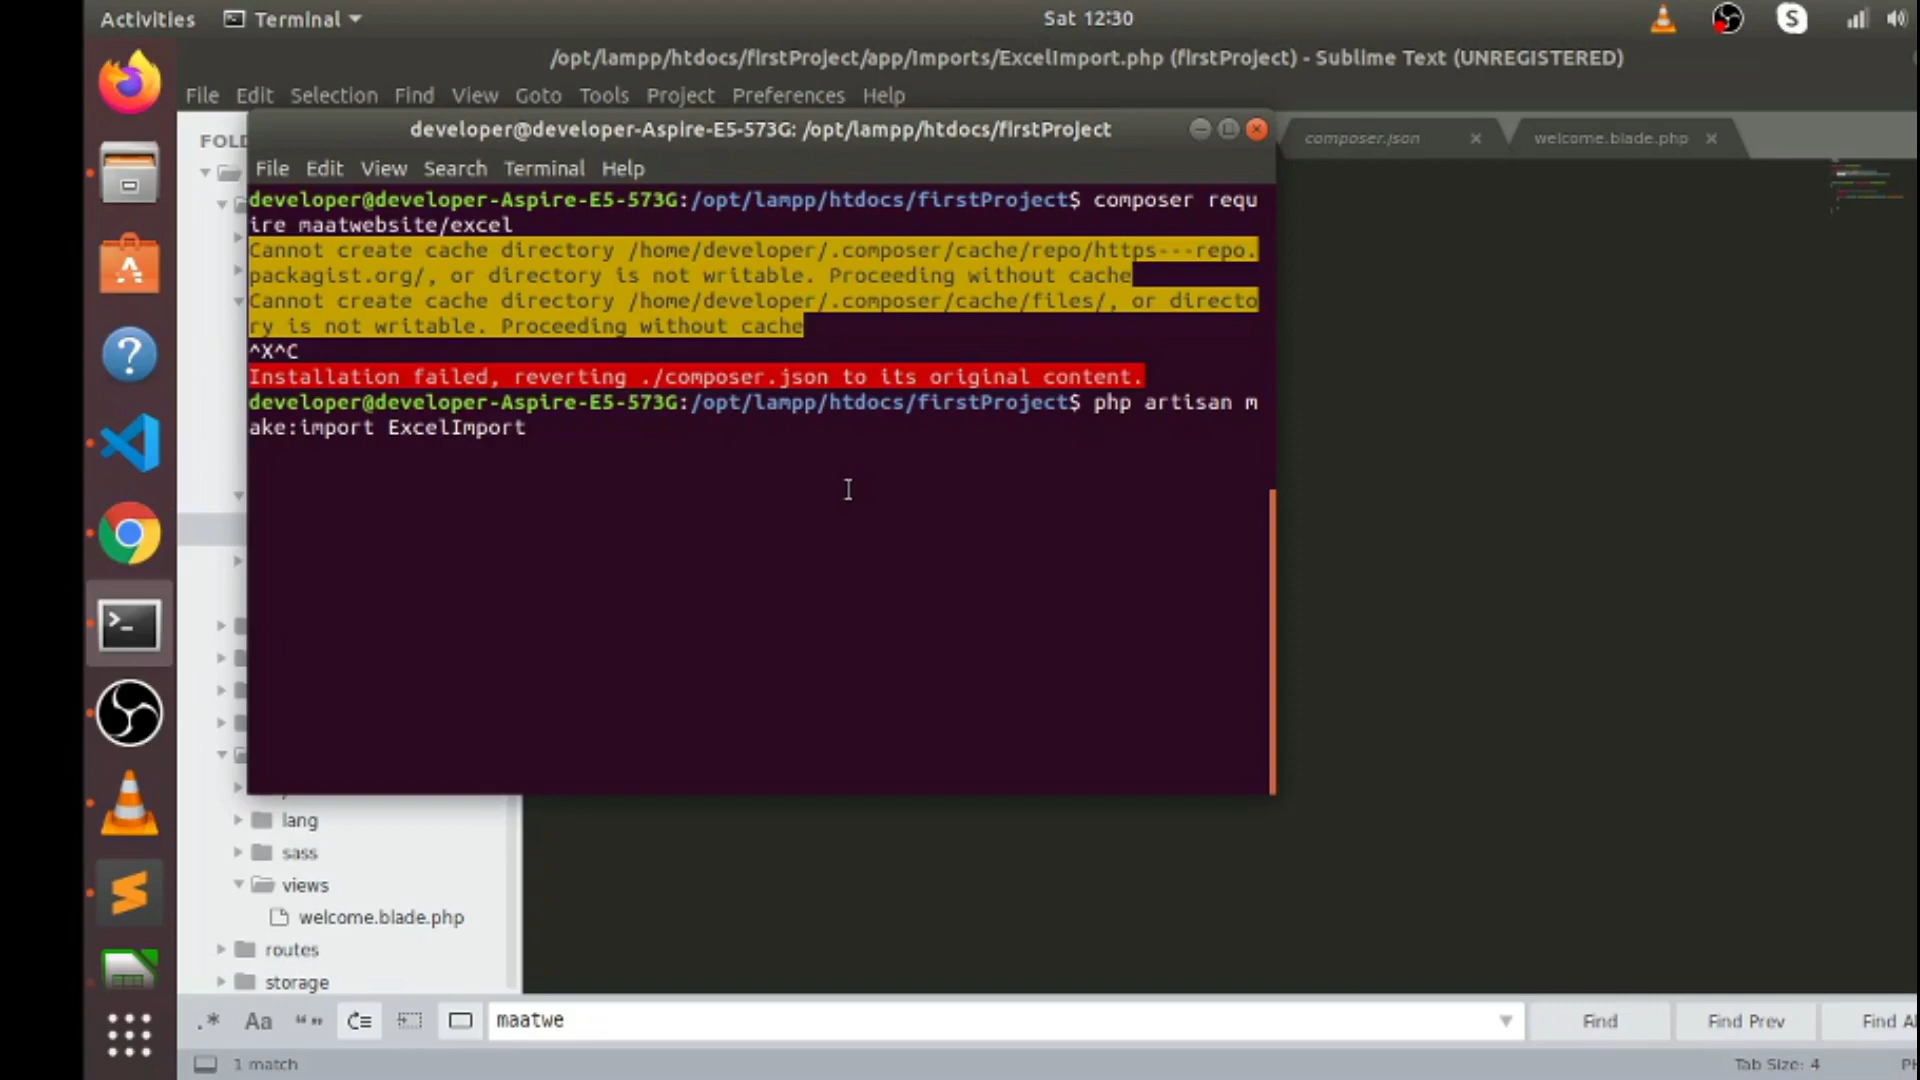 Activities
Terminal
Sat 12:30
/opt/lampp/htdocs/firstProject/app/Imports/ExcelImport.php (firstProject) - Sublime Text (UNREGISTERED)
File Edit Selection Find View Goto Tools Project Preferences Help
developer@developer-Aspire-E5-573G: /opt/lampp/htdocs/firstProject
composer.json
welcome.blade.php
File Edit View Search Terminal Help
developer@developer-Aspire-E5-573G:/opt/lampp/htdocs/firstProject$ composer requ
ire maatwebsite/excel
Cannot create cache directory /home/developer/.composer/cache/repo/https---repo.
packagist.org/, or directory is not writable. Proceeding without cache
Cannot create cache directory /home/developer/.composer/cache/files/, or directo
ry is not writable. Proceeding without cache
^X^C
Installation failed, reverting ./composer.json to its original content.
developer@developer-Aspire-E5-573G:/opt/lampp/htdocs/firstProject$ php artisan m
ake:import ExcelImport
lang
sass
views
welcome.blade.php
routes
storage
.* Aa “”
maatwe
Find
Find Prev
Find Al
1 match
Tab Size: 4